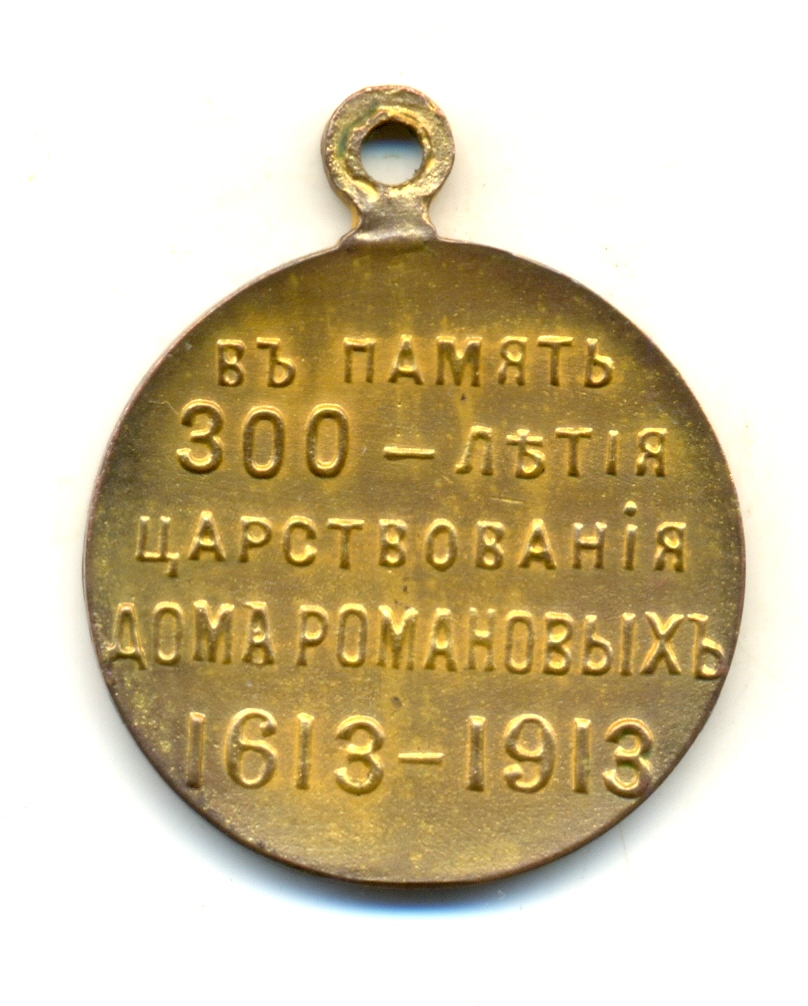 ВЪ ПАМЯТЬ
300 – ЛѢТІЯ
ЦАРСТВОВАНІЯ
ДОМА РОМАНОВЫХЪ
1613–1913